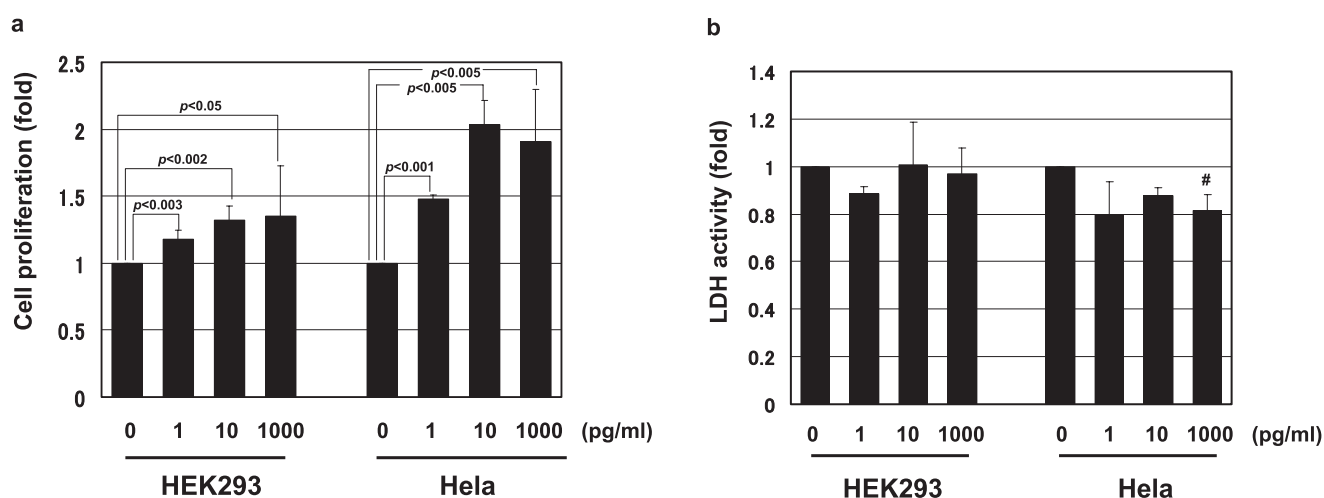 a
Cell proliferation (fold)
2.5
2
1.5
1
0.5
0
p<0.003
p<0.002
p<0.05
p<0.001
p<0.005
p<0.005
0 1 10 1000 0 1 10 1000 (pg/ml)
HEK293 Hela
b
LDH activity (fold)
1.4
1.2
1
0.8
0.6
0.4
0.2
0
#
0 1 10 1000 0 1 10 1000 (pg/ml)
HEK293 Hela